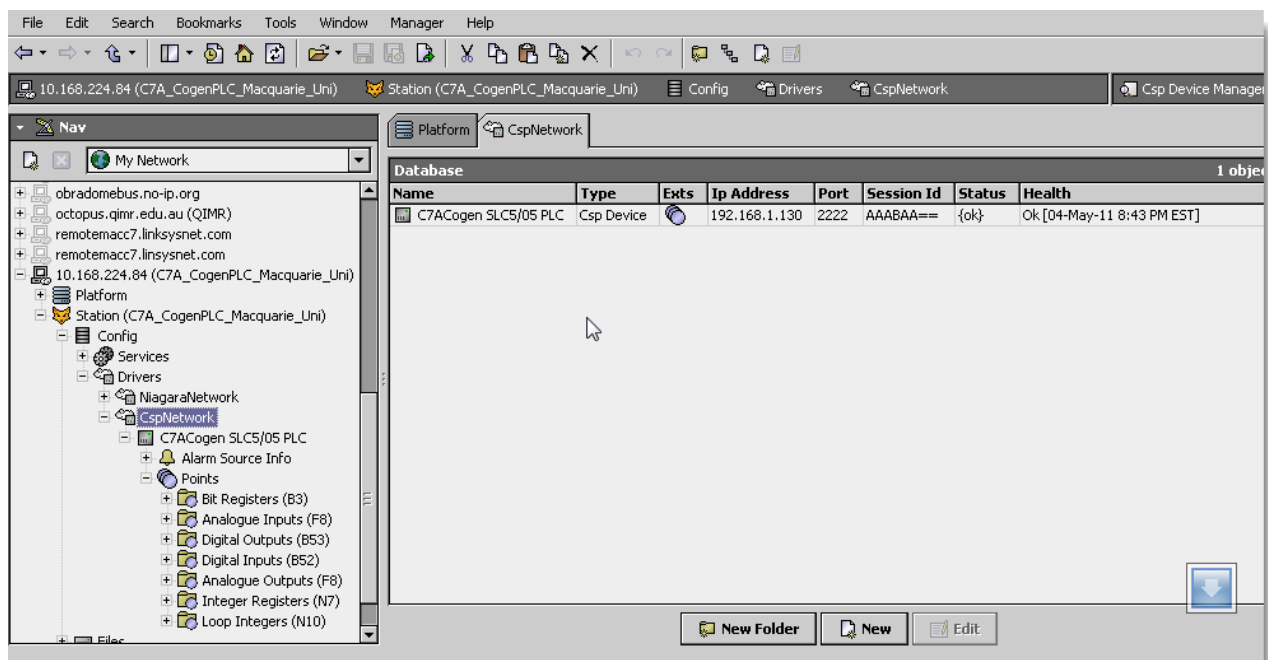 File Edit Search Bookmarks Tools Window Manager Help
10.168.224.84 (C7A_CogenPLC_Macquarie_Uni) Station (C7A_CogenPLC_Macquarie_Uni) Config Drivers CspNetwork Csp Device Manager
Nav
My Network
obradomebus.no-ip.org
octopus.qimr.edu.au (QIMR)
remotemacc7.linksysnet.com
remotemacc7.linsysnet.com
10.168.224.84 (C7A_CogenPLC_Macquarie_Uni)
Platform
Station (C7A_CogenPLC_Macquarie_Uni)
Config
Services
Drivers
NiagaraNetwork
CspNetwork
C7ACogen SLC5/05 PLC
Alarm Source Info
Points
Bit Registers (B3)
Analogue Inputs (F8)
Digital Outputs (B53)
Digital Inputs (B52)
Analogue Outputs (F8)
Integer Registers (N7)
Loop Integers (N10)
Files
Platform CspNetwork
Database 1 obje
Name Type Exts Ip Address Port Session Id Status Health
C7ACogen SLC5/05 PLC Csp Device 192.168.1.130 2222 AAABAA== {ok} Ok [04-May-11 8:43 PM EST]
New Folder New Edit